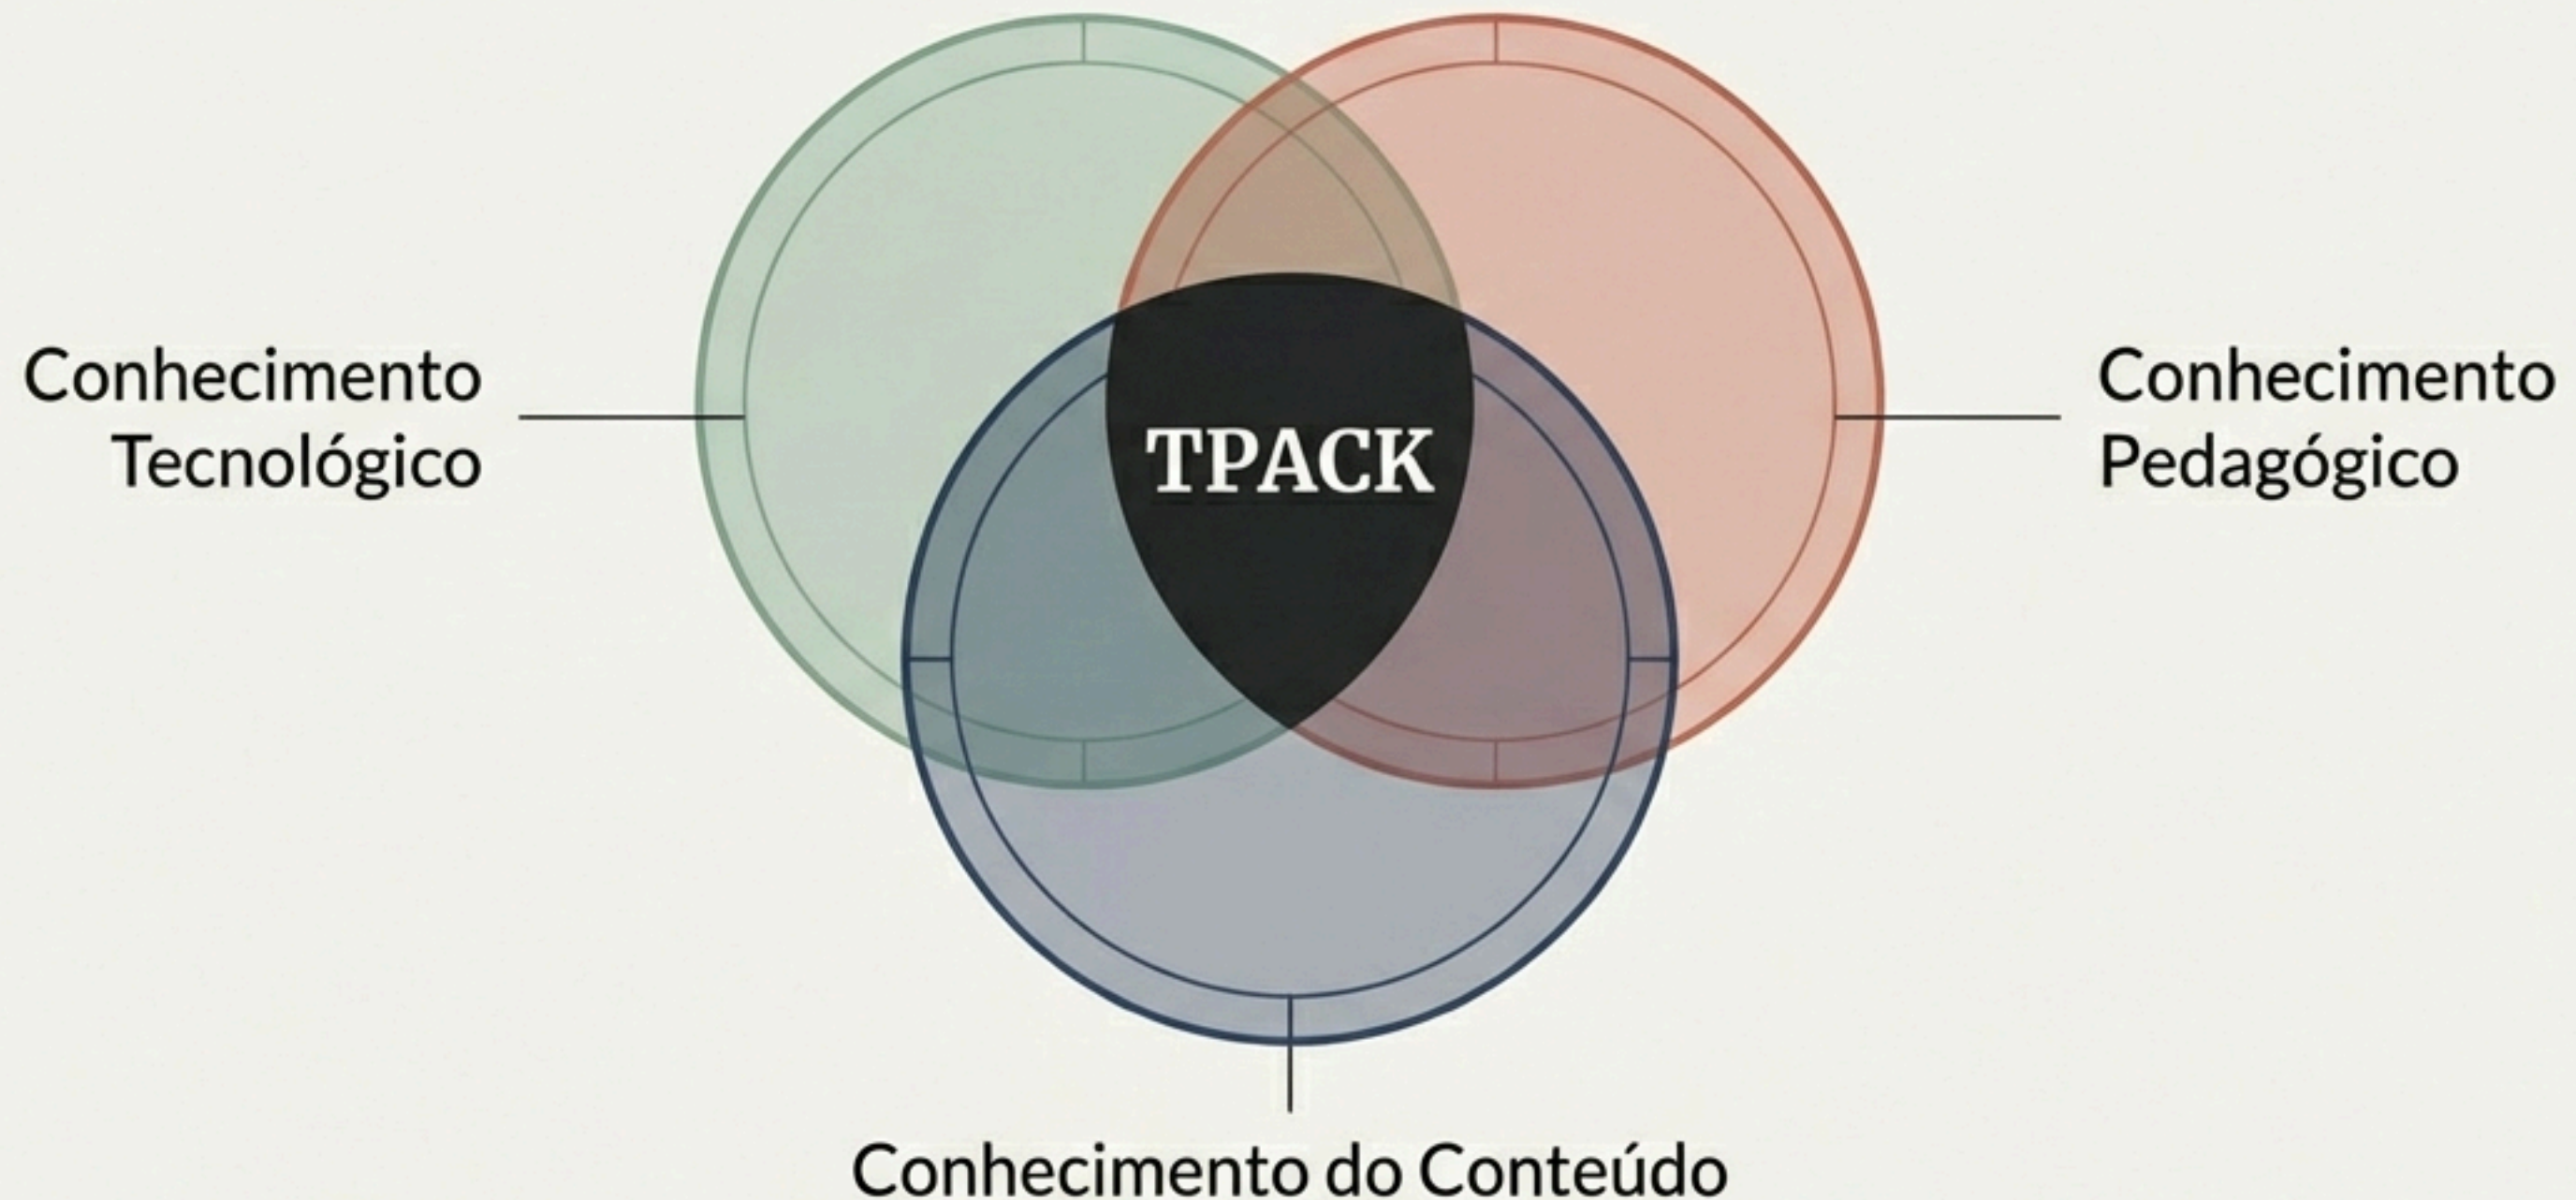 Conhecimento
Tecnológico
TPACK
Conhecimento
Pedagógico
Conhecimento do Conteúdo